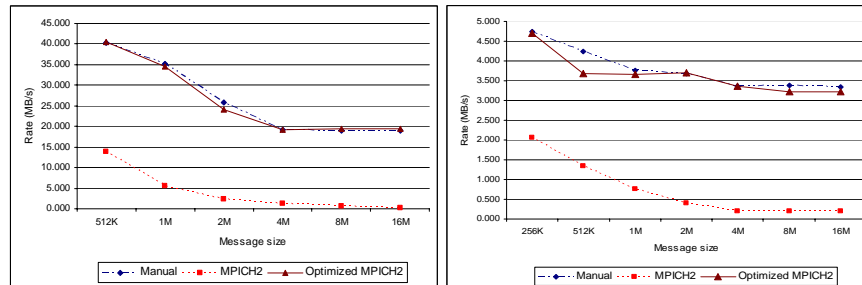 45.000
40.000
35.000
30.000
25.000
20.000
15.000
10.000
5.000
0.000
Rate (MB/s)
512K 1M 2M 4M 8M 16M
Message size
Manual MPICH2 Optimized MPICH2
5.000
4.500
4.000
3.500
3.000
2.500
2.000
1.500
1.000
0.500
0.000
Rate (MB/s)
256K 512K 1M 2M 4M 8M 16M
Message size
Manual MPICH2 Optimized MPICH2